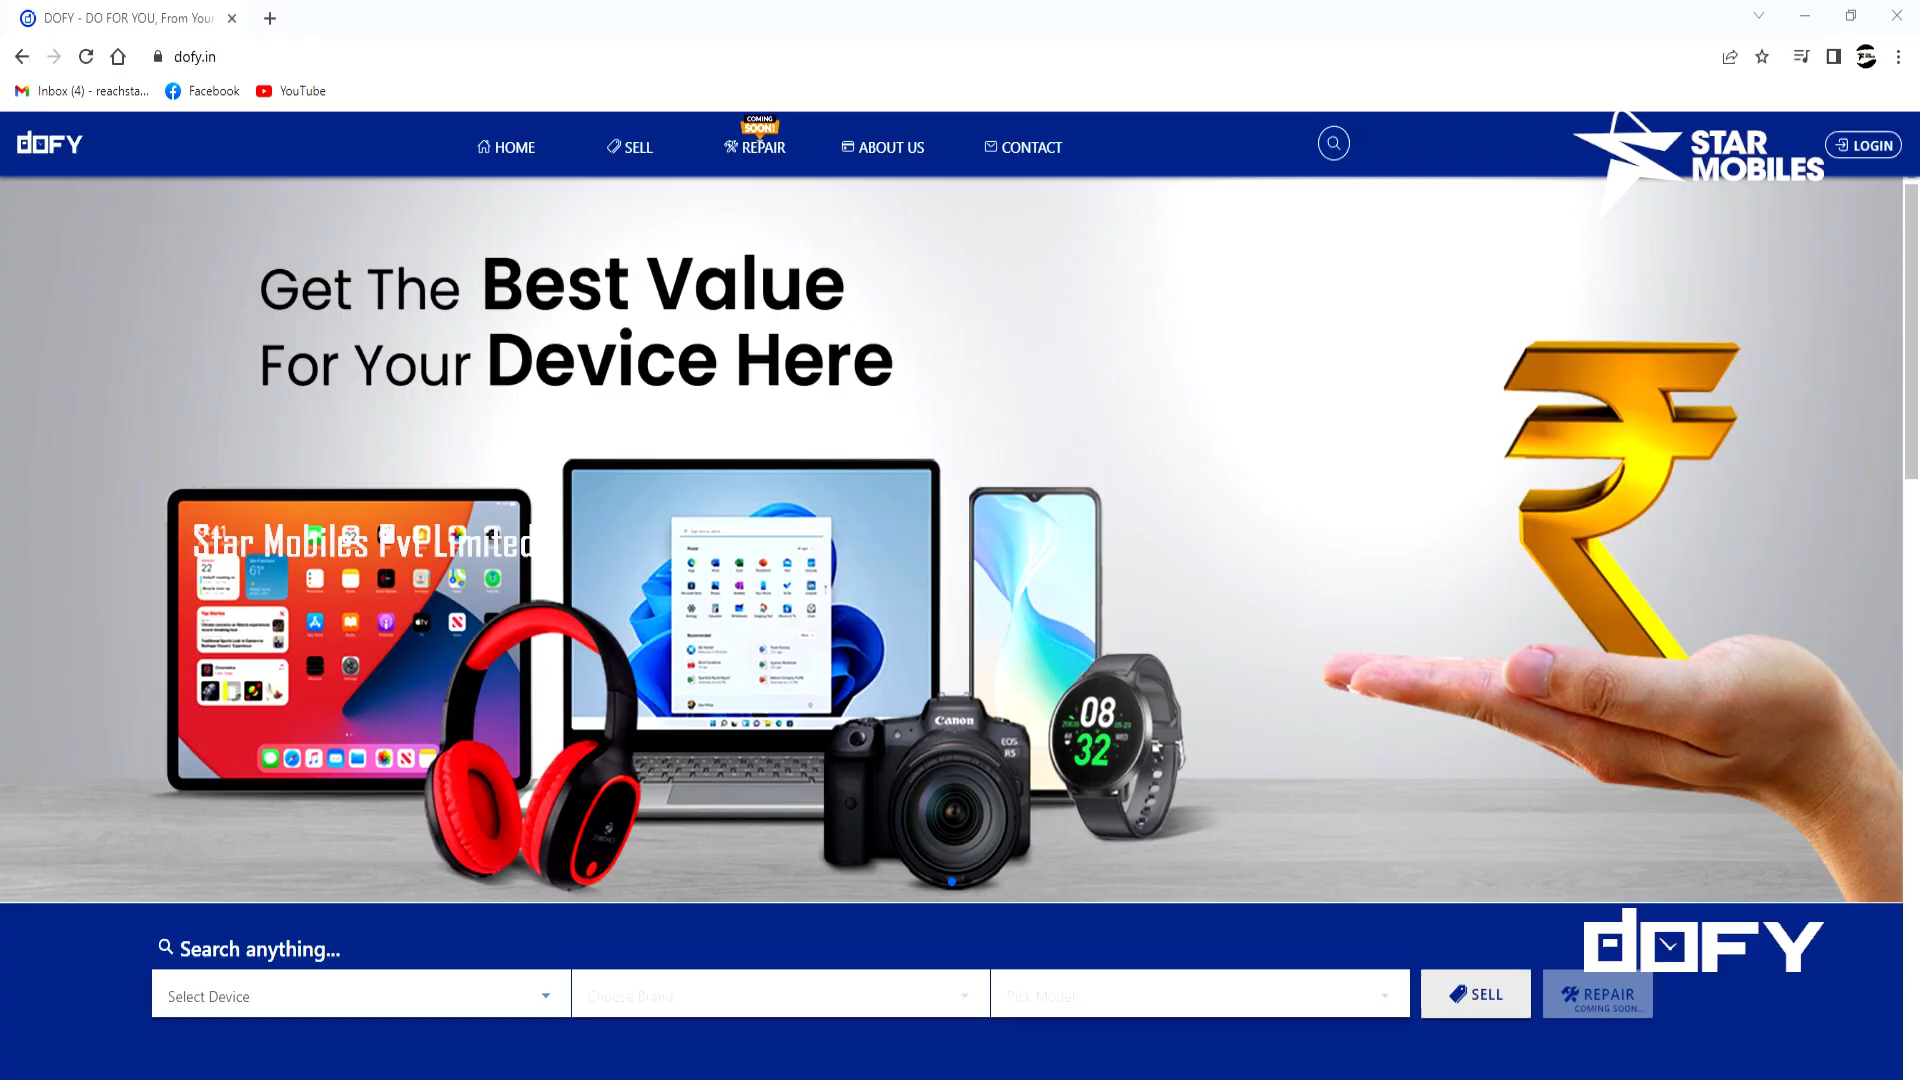 DOFY - DO FOR YOU, From Your
dofy.in
Inbox (4) - reachsta...
Facebook
YouTube
dOFY
HOME
SELL
COMING
SOON!
REPAIR
ABOUT US
CONTACT
STAR
MOBILES
LOGIN
Get The Best Value
For Your Device Here
Star Mobiles Pvt Limited
22
61°
Canon
EOS
R5
08
32
Search anything...
dOFY
Select Device
Choose Brand
Pick Model
SELL
REPAIR
COMING SOON...